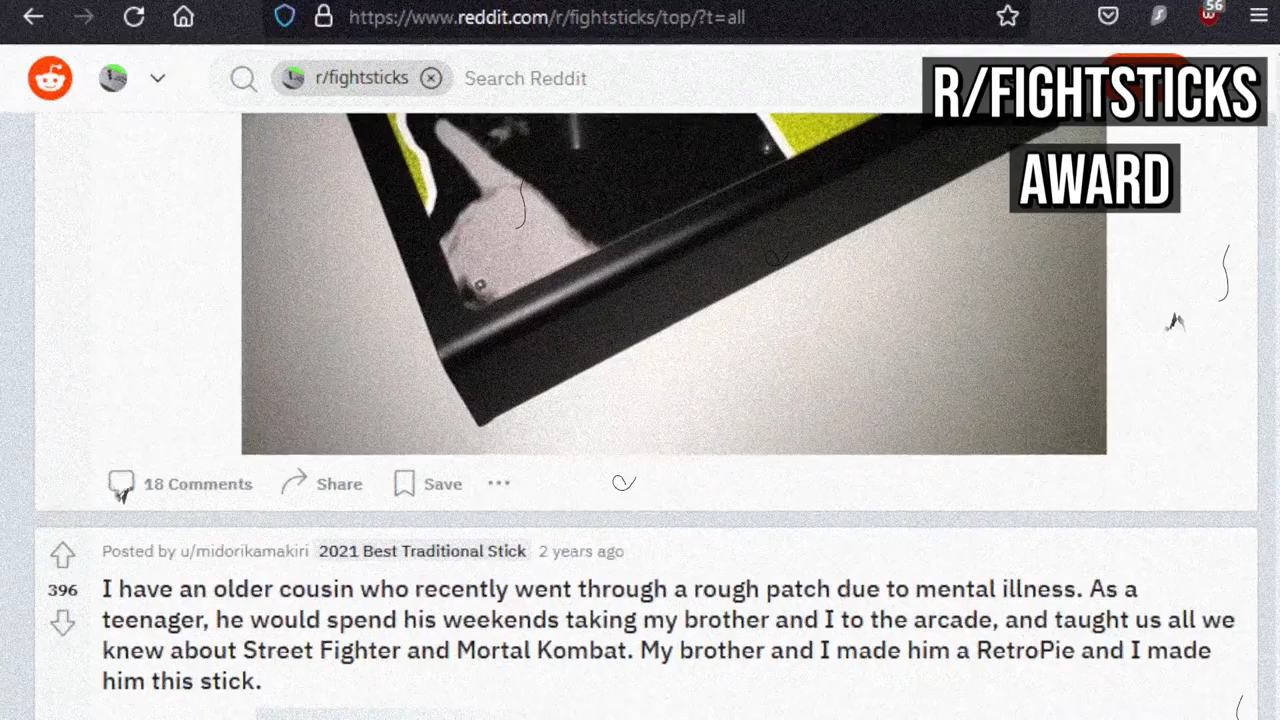 https://www.reddit.com/r/fightsticks/top/?t=all
56
r/fightsticks
Search Reddit
R/FIGHTSTICKS
AWARD
18 Comments
Share
Save
Posted by u/midorikamakiri 2021 Best Traditional Stick 2 years ago
396
I have an older cousin who recently went through a rough patch due to mental illness. As a
teenager, he would spend his weekends taking my brother and I to the arcade, and taught us all we
knew about Street Fighter and Mortal Kombat. My brother and I made him a RetroPie and I made
him this stick.